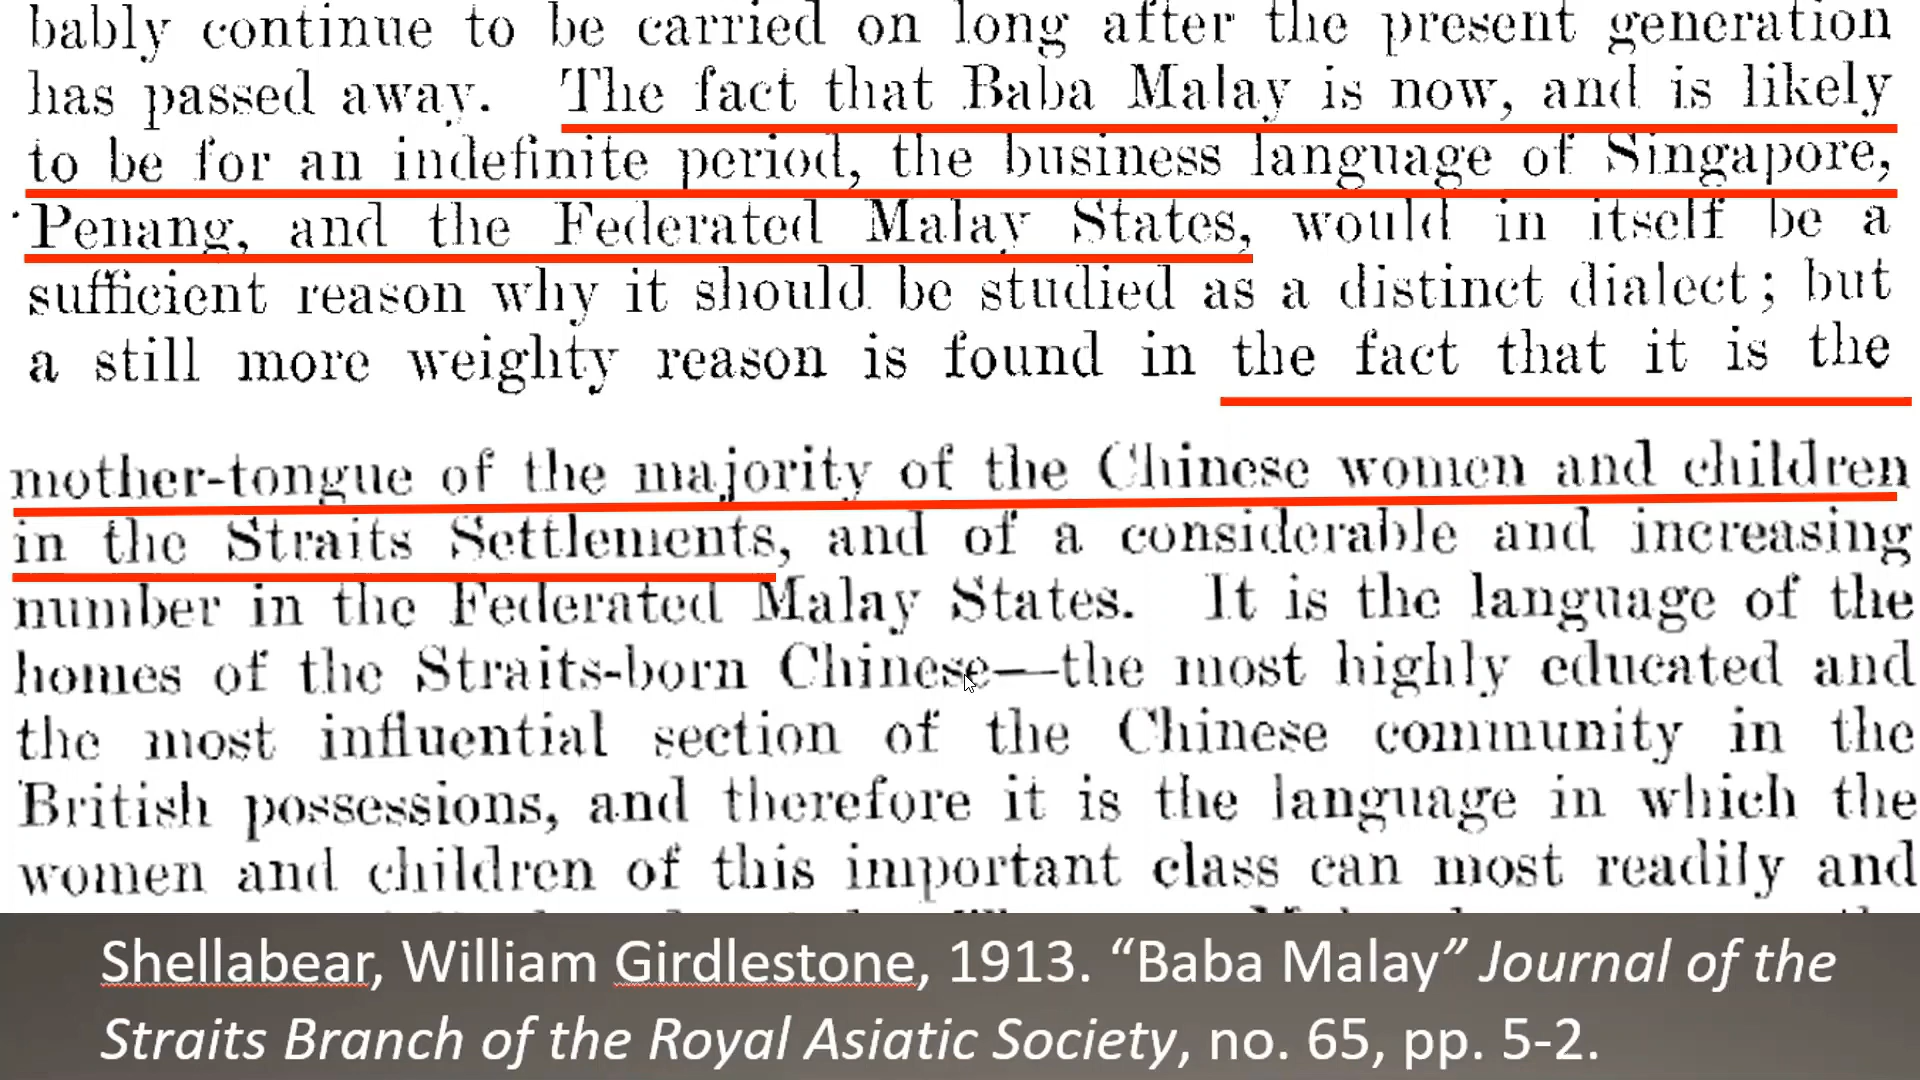 bably continue to be carried on long after the present generation
has passed away. The fact that Baba Malay is now, and is likely
to be for an indefinite period, the business language of Singapore,
Penang, and the Federated Malay States, would in itself be a
sufficient reason why it should be studied as a distinct dialect; but
a still more weighty reason is found in the fact that it is the
mother-tongue of the majority of the Chinese women and children
in the Straits Settlements, and of a considerable and increasing
number in the Federated Malay States. It is the language of the
homes of the Straits-born Chinese—the most highly educated and
the most influential section of the Chinese community in the
British possessions, and therefore it is the language in which the
women and children of this important class can most readily and
Shellabear, William Girdlestone, 1913. “Baba Malay” Journal of the
Straits Branch of the Royal Asiatic Society, no. 65, pp. 5-2.